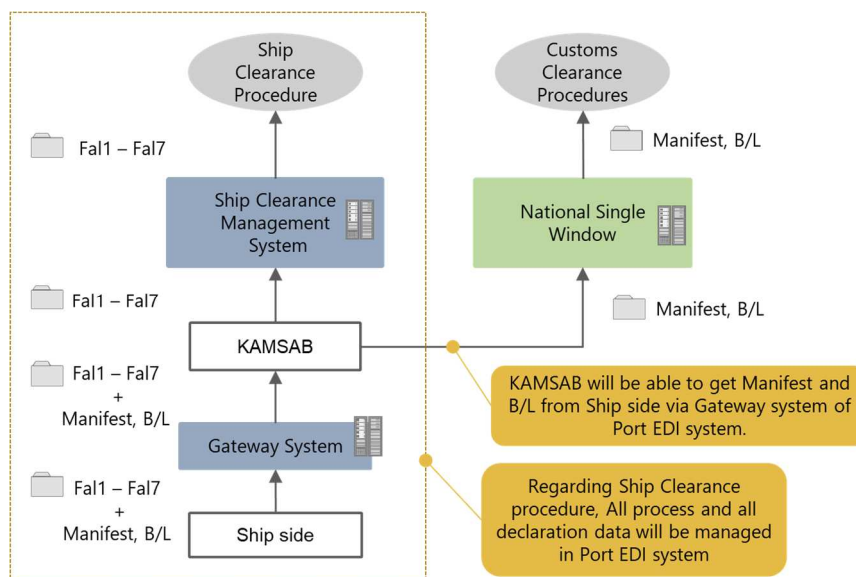 Ship
Clearance
Procedure
Customs
Clearance
Procedures
Fal1 – Fal7
Manifest, B/L
Ship Clearance
Management
System
National Single
Window
Fal1 – Fal7
Manifest, B/L
KAMSAB
Fal1 – Fal7
+
Manifest, B/L
KAMSAB will be able to get Manifest and
B/L from Ship side via Gateway system of
Port EDI system.
Gateway System
Fal1 – Fal7
+
Manifest, B/L
Ship side
Regarding Ship Clearance
procedure, All process and all
declaration data will be managed
in Port EDI system